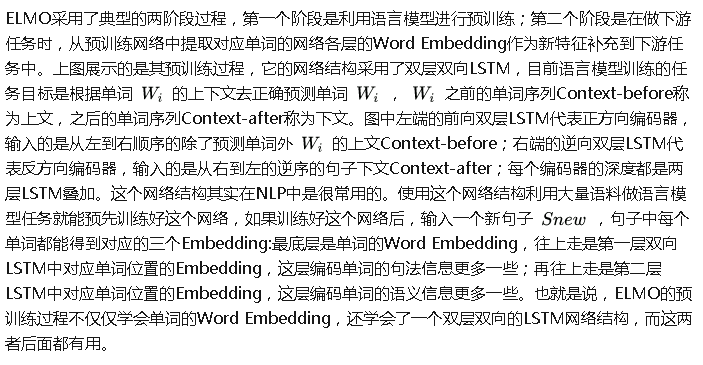 ELMO采用了典型的两阶段过程，第一个阶段是利用语言模型进行预训练；第二个阶段是在做下游
任务时，从预训练网络中提取对应单词的网络各层的Word Embedding作为新特征补充到下游任
务中。上图展示的是其预训练过程，它的网络结构采用了双层双向LSTM，目前语言模型训练的任
务目标是根据单词 Wi 的上下文去正确预测单词 Wi ， Wi 之前的单词序列Context-before称
为上文，之后的单词序列Context-after称为下文。图中左端的前向双层LSTM代表正方向编码器，
输入的是从左到右顺序的除了预测单词外 Wi 的上文Context-before；右端的逆向双层LSTM代
表反方向编码器，输入的是从右到左的逆序的句子下文Context-after；每个编码器的深度都是两
层LSTM叠加。这个网络结构其实在NLP中是很常用的。使用这个网络结构利用大量语料做语言模
型任务就能预先训练好这个网络，如果训练好这个网络后，输入一个新句子 Snew ，句子中每个
单词都能得到对应的三个Embedding:最底层是单词的Word Embedding，往上走是第一层双向
LSTM中对应单词位置的Embedding，这层编码单词的句法信息更多一些；再往上走是第二层
LSTM中对应单词位置的Embedding，这层编码单词的语义信息更多一些。也就是说，ELMO的预
训练过程不仅仅学会单词的Word Embedding，还学会了一个双层双向的LSTM网络结构，而这两
者后面都有用。